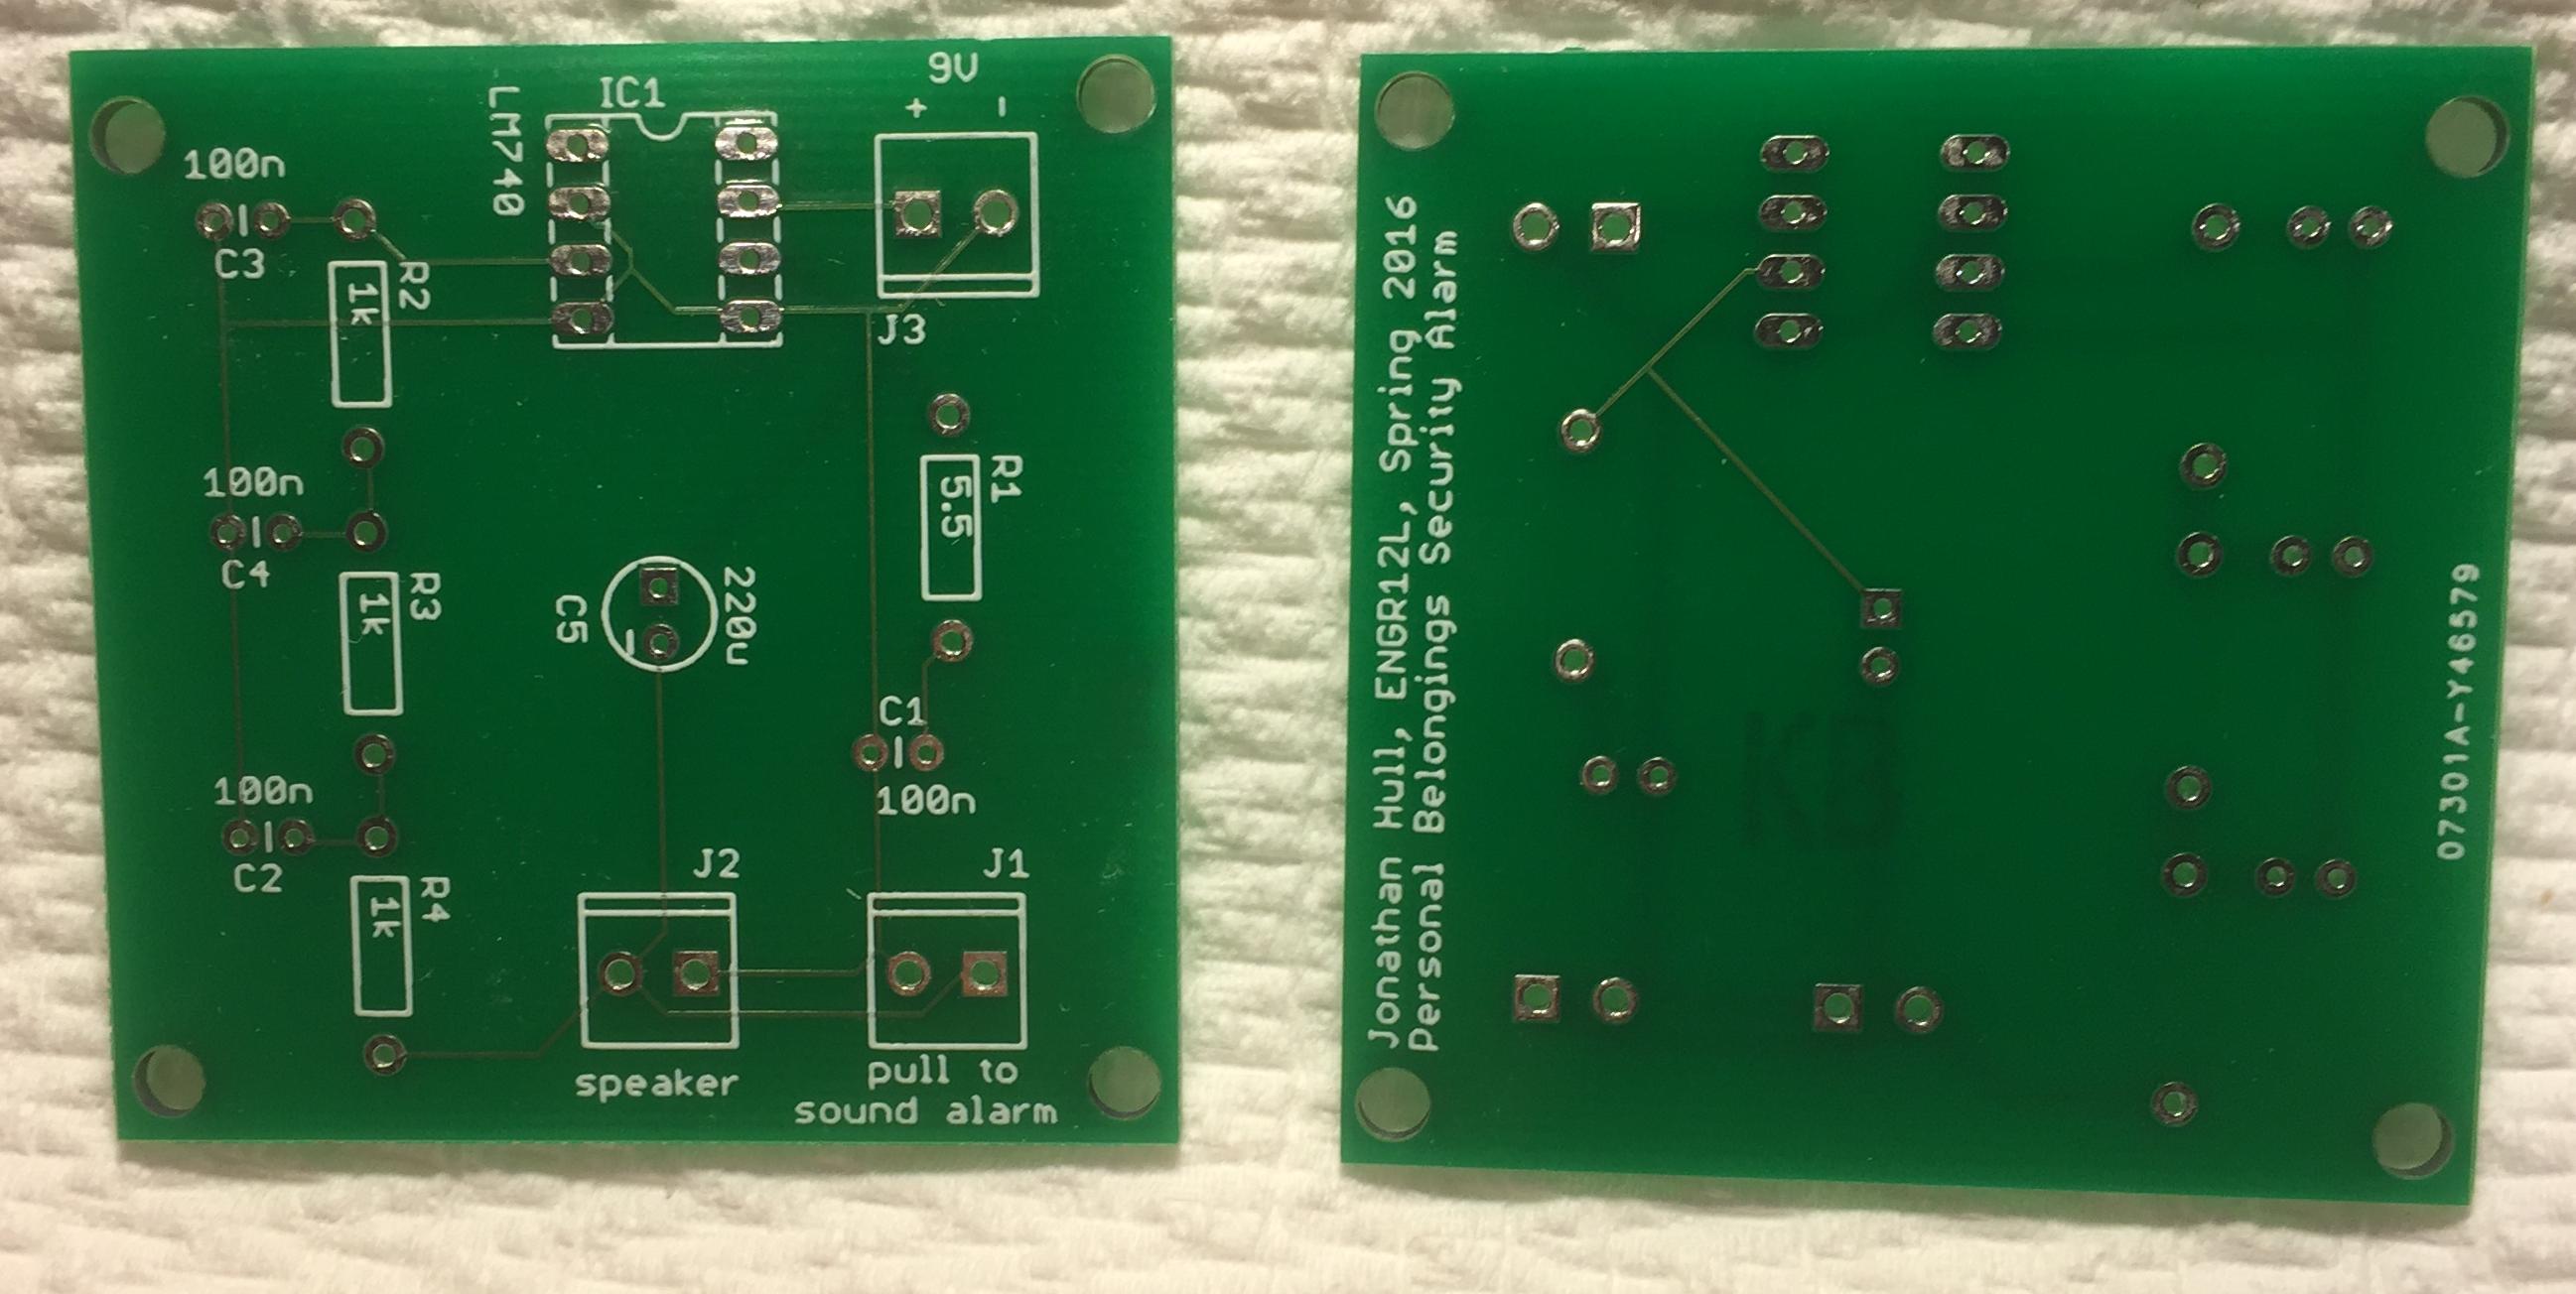 9V
+ -
IC1
LM740
100n
C3
R2
1k
J3
R1
5.5
100n
C4
R3
1k
220u
C5
C1
100n
100n
C2
R4
1k
J2
J1
speaker
pull to
sound alarm
Jonathan Hull, ENGR12L, Spring 2016
Personal Belongings Security Alarm
07301A-Y46579